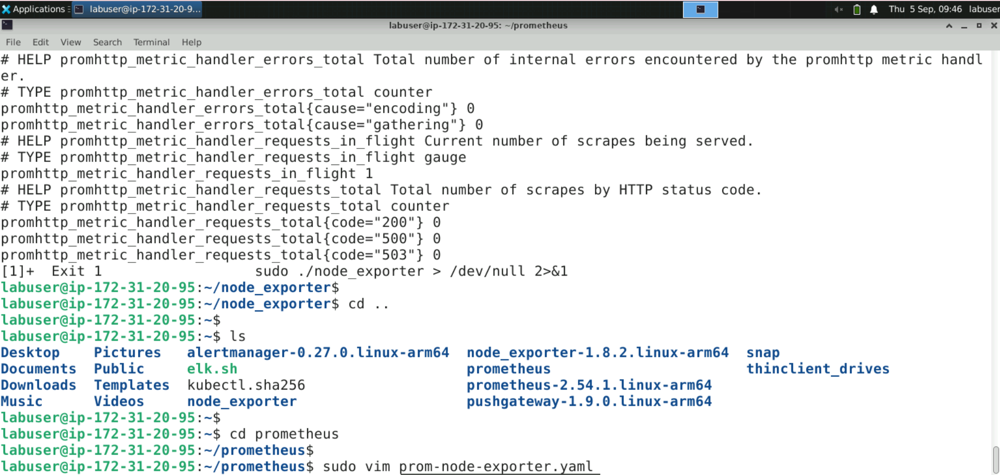 Applications labuser@ip-172-31-20-9... Thu 5 Sep, 09:46 labuser
labuser@ip-172-31-20-95: ~/prometheus
File Edit View Search Terminal Help
# HELP promhttp_metric_handler_errors_total Total number of internal errors encountered by the promhttp metric handl
er.
# TYPE promhttp_metric_handler_errors_total counter
promhttp_metric_handler_errors_total{cause="encoding"} 0
promhttp_metric_handler_errors_total{cause="gathering"} 0
# HELP promhttp_metric_handler_requests_in_flight Current number of scrapes being served.
# TYPE promhttp_metric_handler_requests_in_flight gauge
promhttp_metric_handler_requests_in_flight 1
# HELP promhttp_metric_handler_requests_total Total number of scrapes by HTTP status code.
# TYPE promhttp_metric_handler_requests_total counter
promhttp_metric_handler_requests_total{code="200"} 0
promhttp_metric_handler_requests_total{code="500"} 0
promhttp_metric_handler_requests_total{code="503"} 0
[1]+  Exit 1                  sudo ./node_exporter > /dev/null 2>&1
labuser@ip-172-31-20-95:~/node_exporter$
labuser@ip-172-31-20-95:~/node_exporter$ cd ..
labuser@ip-172-31-20-95:~$
labuser@ip-172-31-20-95:~$ ls
Desktop    Pictures   alertmanager-0.27.0.linux-arm64  node_exporter-1.8.2.linux-arm64  snap
Documents  Public     elk.sh                           prometheus                       thinclient_drives
Downloads  Templates  kubectl.sha256                   prometheus-2.54.1.linux-arm64
Music      Videos     node_exporter                    pushgateway-1.9.0.linux-arm64
labuser@ip-172-31-20-95:~$
labuser@ip-172-31-20-95:~$ cd prometheus
labuser@ip-172-31-20-95:~/prometheus$
labuser@ip-172-31-20-95:~/prometheus$ sudo vim prom-node-exporter.yaml